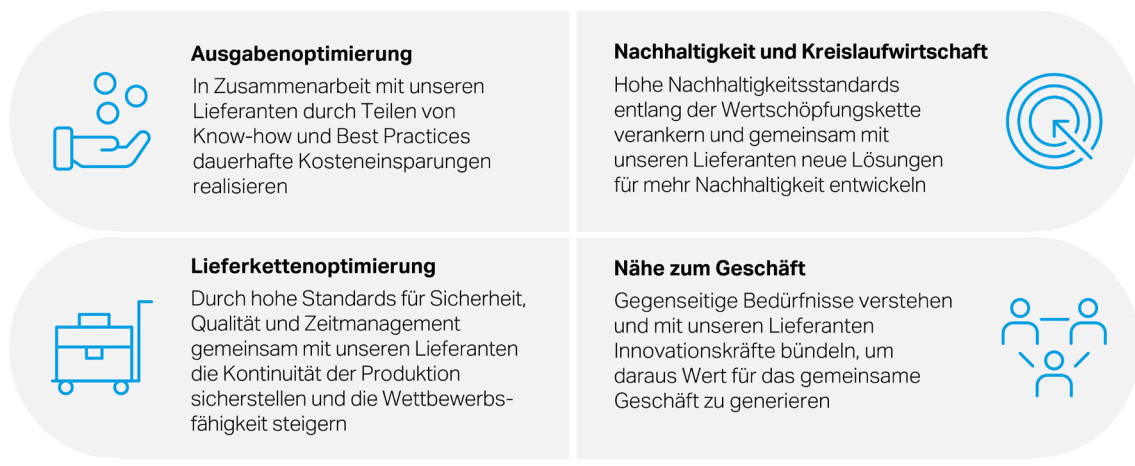 Ausgabenoptimierung
In Zusammenarbeit mit unseren
Lieferanten durch Teilen von
Know-how und Best Practices
dauerhafte Kosteneinsparungen
realisieren
Nachhaltigkeit und Kreislaufwirtschaft
Hohe Nachhaltigkeitsstandards
entlang der Wertschöpfungskette
verankern und gemeinsam mit
unseren Lieferanten neue Lösungen
für mehr Nachhaltigkeit entwickeln
Lieferkettenoptimierung
Durch hohe Standards für Sicherheit,
Qualität und Zeitmanagement
gemeinsam mit unseren Lieferanten
die Kontinuität der Produktion
sicherstellen und die Wettbewerbs-
fähigkeit steigern
Nähe zum Geschäft
Gegenseitige Bedürfnisse verstehen
und mit unseren Lieferanten
Innovationskräfte bündeln, um
daraus Wert für das gemeinsame
Geschäft zu generieren